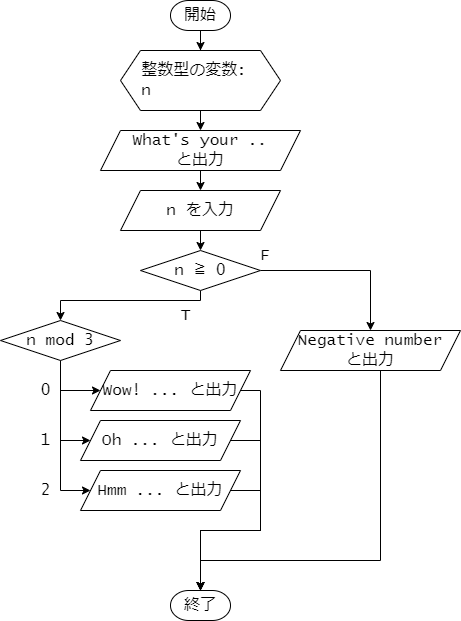 開始
整数型の変数:
n
What's your ..
と出力
n を入力
n ≧ 0
F
T
n mod 3
Negative number
と出力
0
Wow! ... と出力
1
Oh ... と出力
2
Hmm ... と出力
終了